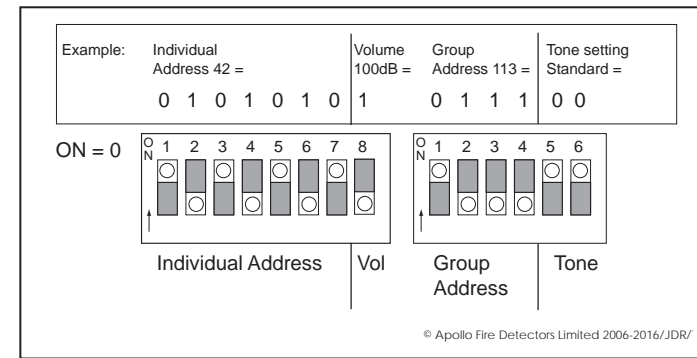 Example: Individual Address 42 = Volume 100dB = Group Address 113 = Tone setting Standard =
0 1 0 1 0 1 0 1 0 1 1 1 0 0
ON = 0
ON 1 2 3 4 5 6 7 8 ON 1 2 3 4 5 6
Individual Address Vol Group Address Tone
© Apollo Fire Detectors Limited 2006-2016/JDR/